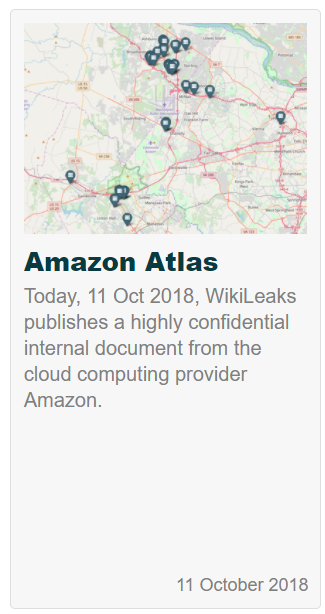 Amazon Atlas
Today, 11 Oct 2018, WikiLeaks
publishes a highly confidential
internal document from the
cloud computing provider
Amazon.
11 October 2018